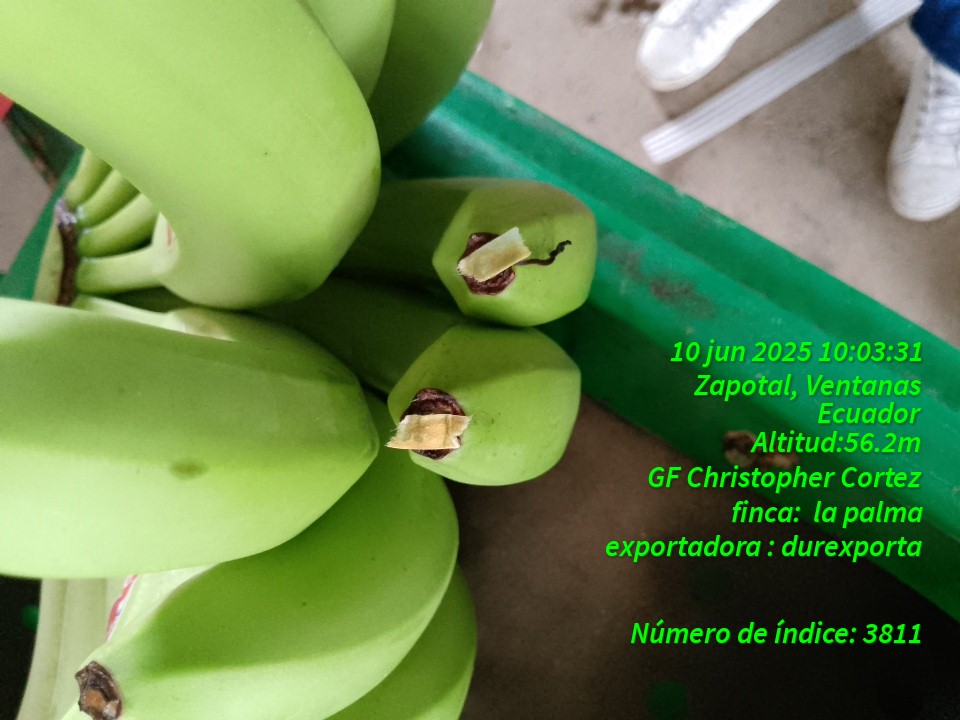 10 jun 2025 10:03:31
Zapotal, Ventanas
Ecuador
Altitud:56.2m
GF Christopher Cortez
finca: la palma
exportadora : durexporta
Número de índice: 3811